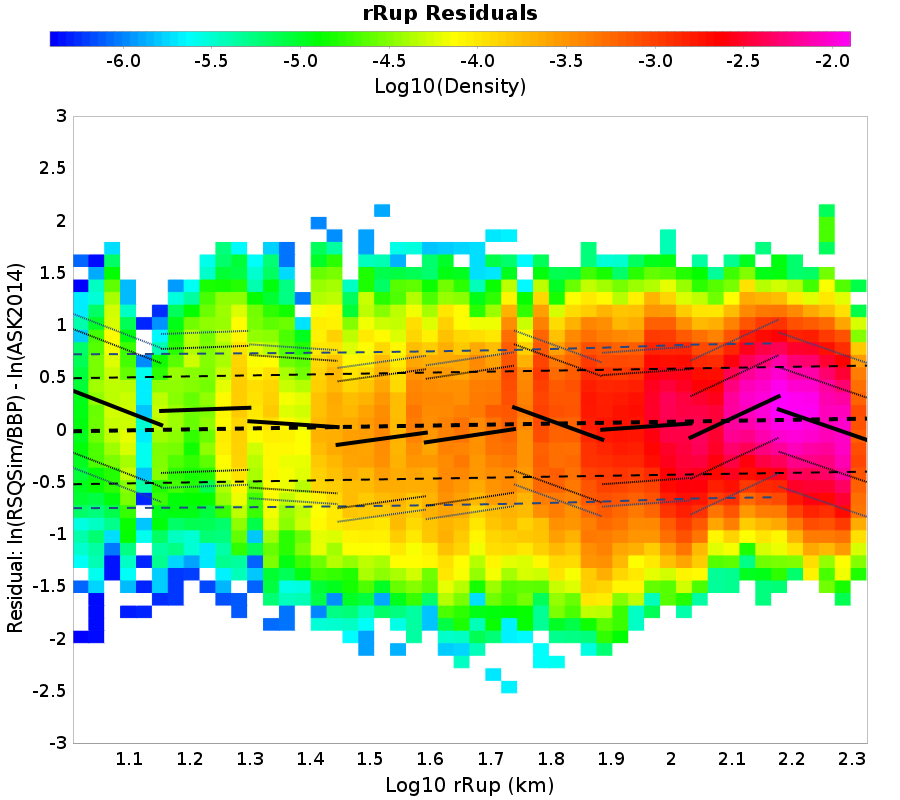 rRup Residuals
-6.0 -5.5 -5.0 -4.5 -4.0 -3.5 -3.0 -2.5 -2.0
Log10(Density)
3
2.5
2
1.5
1
0.5
0
-0.5
-1
-1.5
-2
-2.5
-3
Residual: ln(RSQSim/BBP) - ln(ASK2014)
1.1 1.2 1.3 1.4 1.5 1.6 1.7 1.8 1.9 2 2.1 2.2 2.3
Log10 rRup (km)